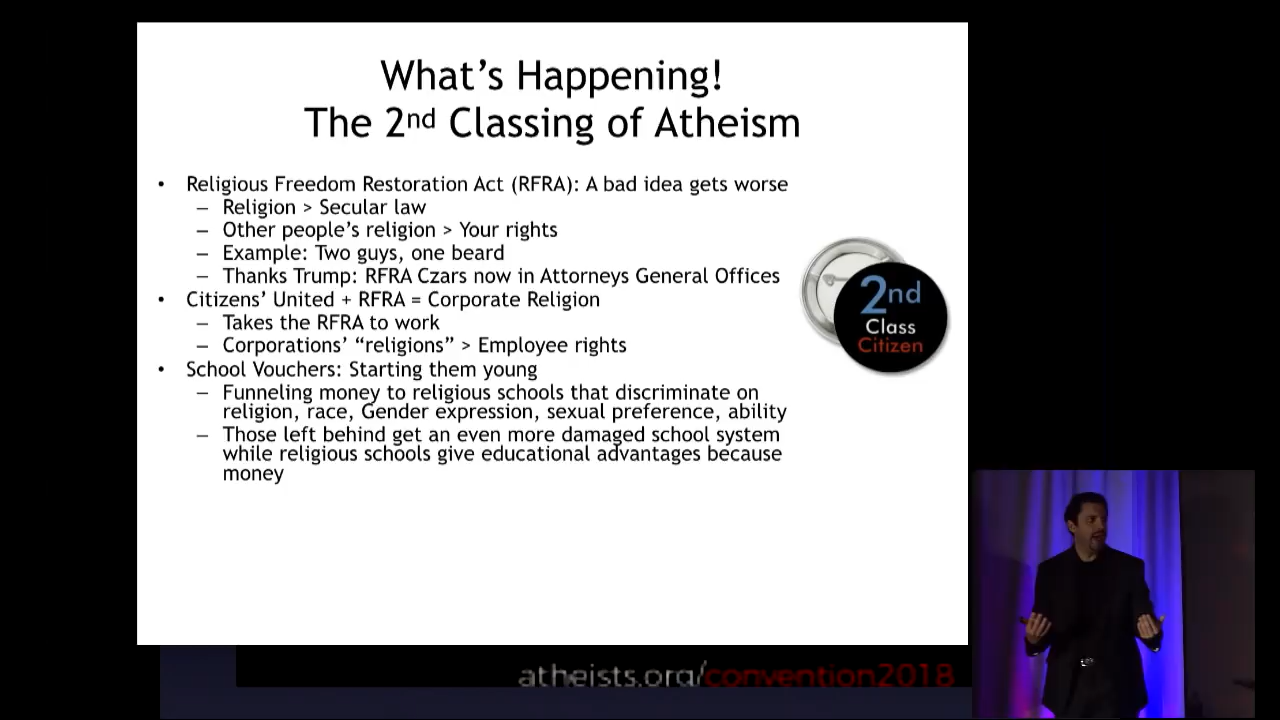 What's Happening!
The 2nd Classing of Atheism
• Religious Freedom Restoration Act (RFRA): A bad idea gets worse
– Religion > Secular law
– Other people's religion > Your rights
– Example: Two guys, one beard
– Thanks Trump: RFRA Czars now in Attorneys General Offices
• Citizens' United + RFRA = Corporate Religion
– Takes the RFRA to work
– Corporations' “religions” > Employee rights
• School Vouchers: Starting them young
– Funneling money to religious schools that discriminate on
religion, race, Gender expression, sexual preference, ability
– Those left behind get an even more damaged school system
while religious schools give educational advantages because
money
2nd
Class
Citizen
atheists.org/convention2018